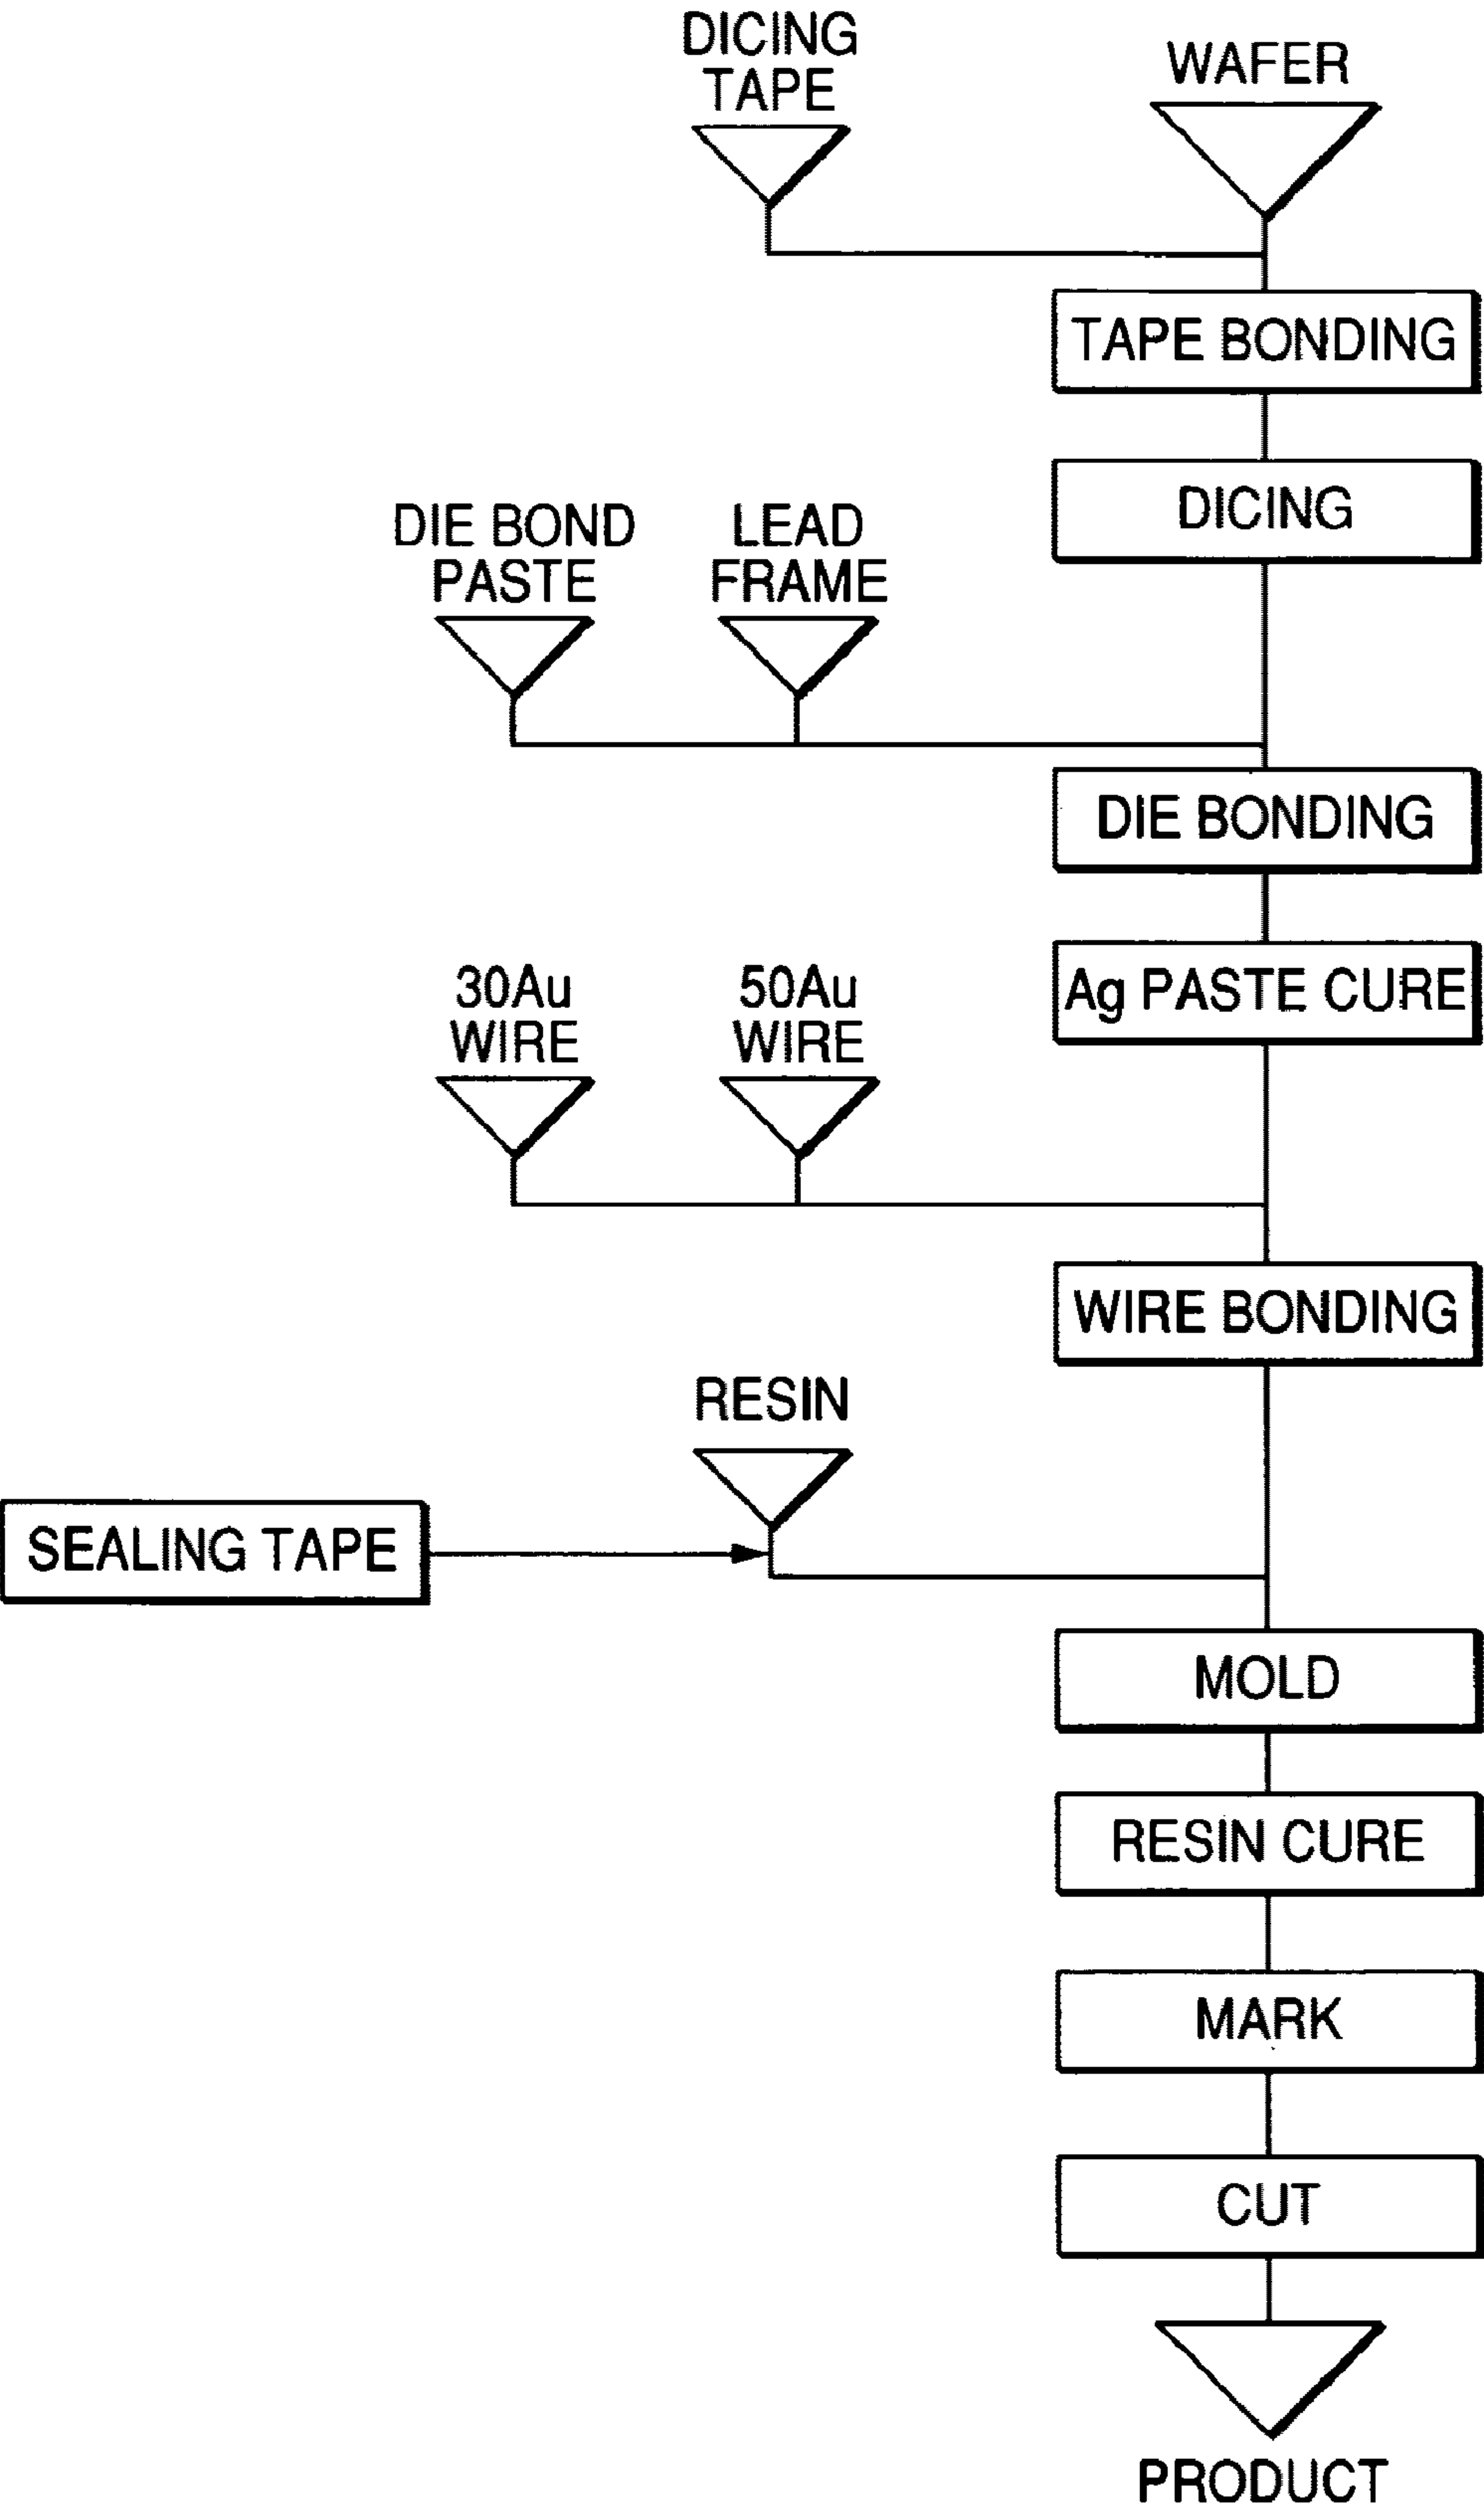 DICING
TAPE
WAFER
TAPE BONDING
DICING
DIE BOND
PASTE
LEAD
FRAME
DIE BONDING
Ag PASTE CURE
30Au
WIRE
50Au
WIRE
WIRE BONDING
RESIN
SEALING TAPE
MOLD
RESIN CURE
MARK
CUT
PRODUCT